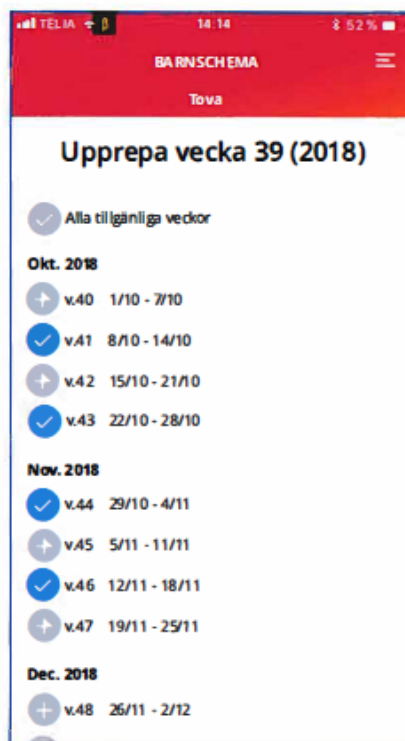 TELIA β 14:14 52%
BARNSCHEMA
Tova
Upprepa vecka 39 (2018)
Alla tillgänliga veckor
Okt. 2018
v.40 1/10 - 7/10
v.41 8/10 - 14/10
v.42 15/10 - 21/10
v.43 22/10 - 28/10
Nov. 2018
v.44 29/10 - 4/11
v.45 5/11 - 11/11
v.46 12/11 - 18/11
v.47 19/11 - 25/11
Dec. 2018
v.48 26/11 - 2/12